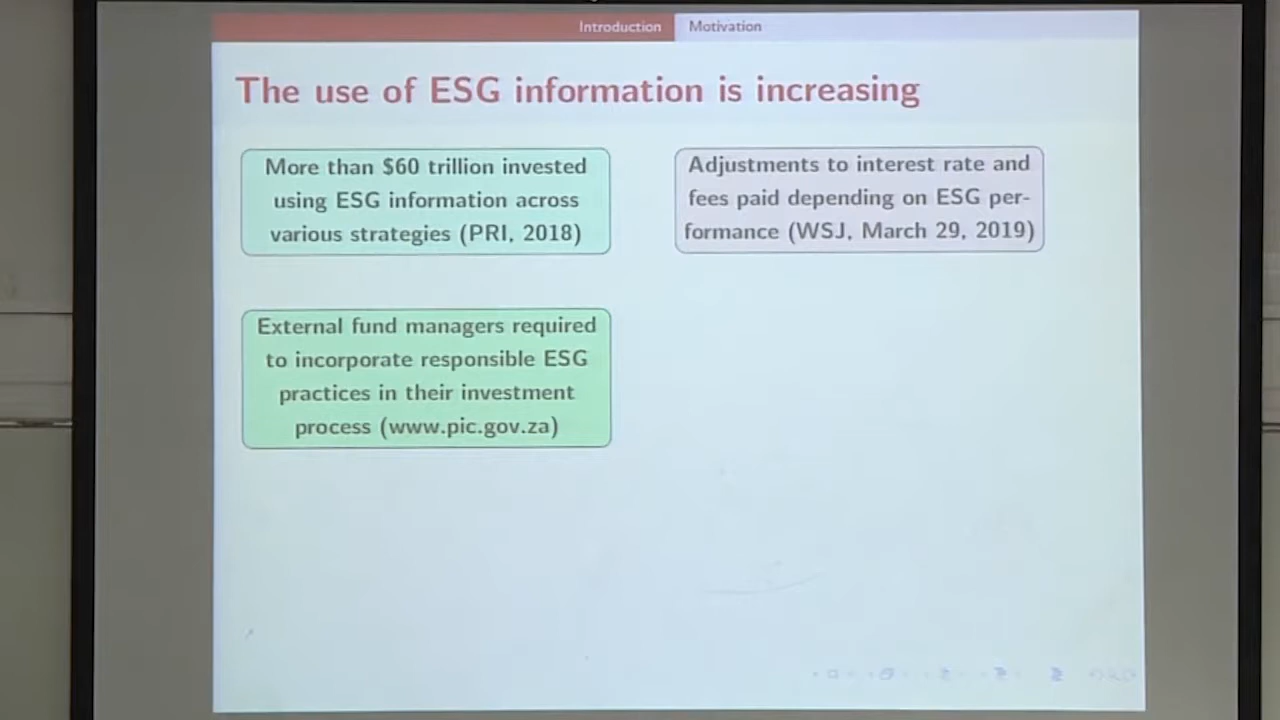 Introduction
Motivation
The use of ESG information is increasing
More than $60 trillion invested
using ESG information across
various strategies (PRI, 2018)
Adjustments to interest rate and
fees paid depending on ESG per-
formance (WSJ, March 29, 2019)
External fund managers required
to incorporate responsible ESG
practices in their investment
process (www.pic.gov.za)